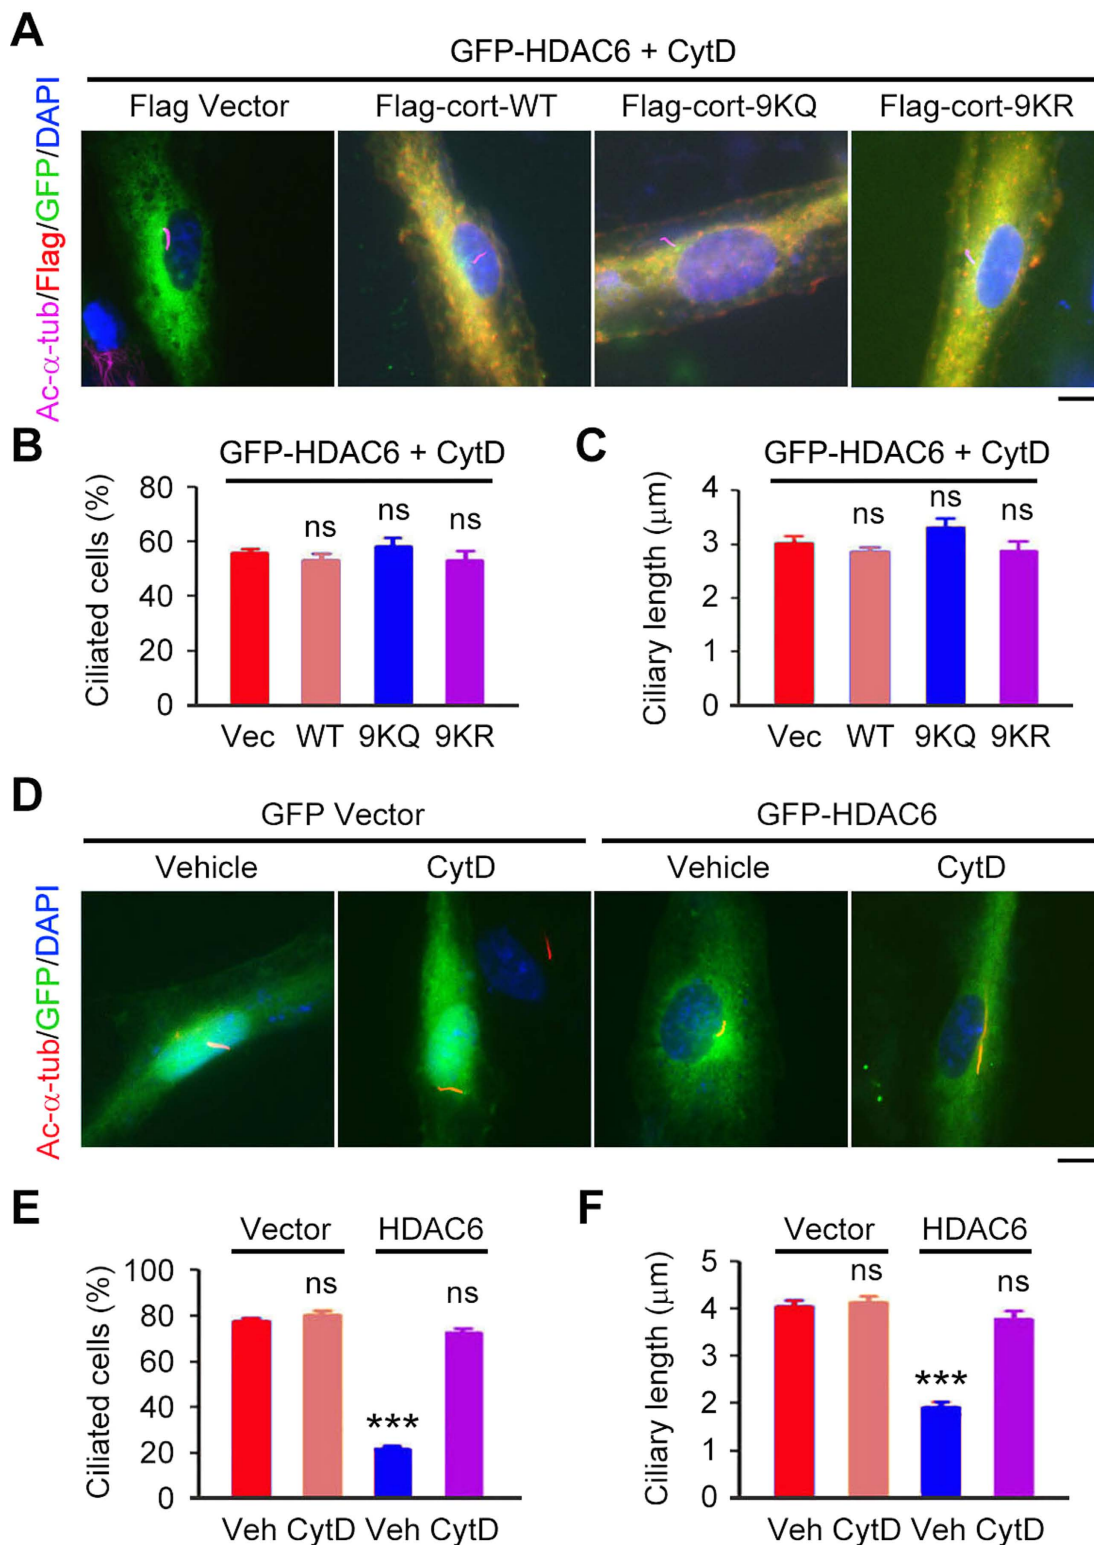 A
GFP-HDAC6 + CytD
Flag Vector Flag-cort-WT Flag-cort-9KQ Flag-cort-9KR
Ac-α-tub/Flag/GFP/DAPI
B
GFP-HDAC6 + CytD
Ciliated cells (%)
80
60
40
20
0
ns ns ns
Vec WT 9KQ 9KR
C
GFP-HDAC6 + CytD
Ciliary length (μm)
4
3
2
1
0
ns ns ns
Vec WT 9KQ 9KR
D
GFP Vector GFP-HDAC6
Vehicle CytD Vehicle CytD
Ac-α-tub/GFP/DAPI
E
Vector HDAC6
Ciliated cells (%)
100
80
60
40
20
0
ns *** ns
Veh CytD Veh CytD
F
Vector HDAC6
Ciliary length (μm)
5
4
3
2
1
0
ns *** ns
Veh CytD Veh CytD